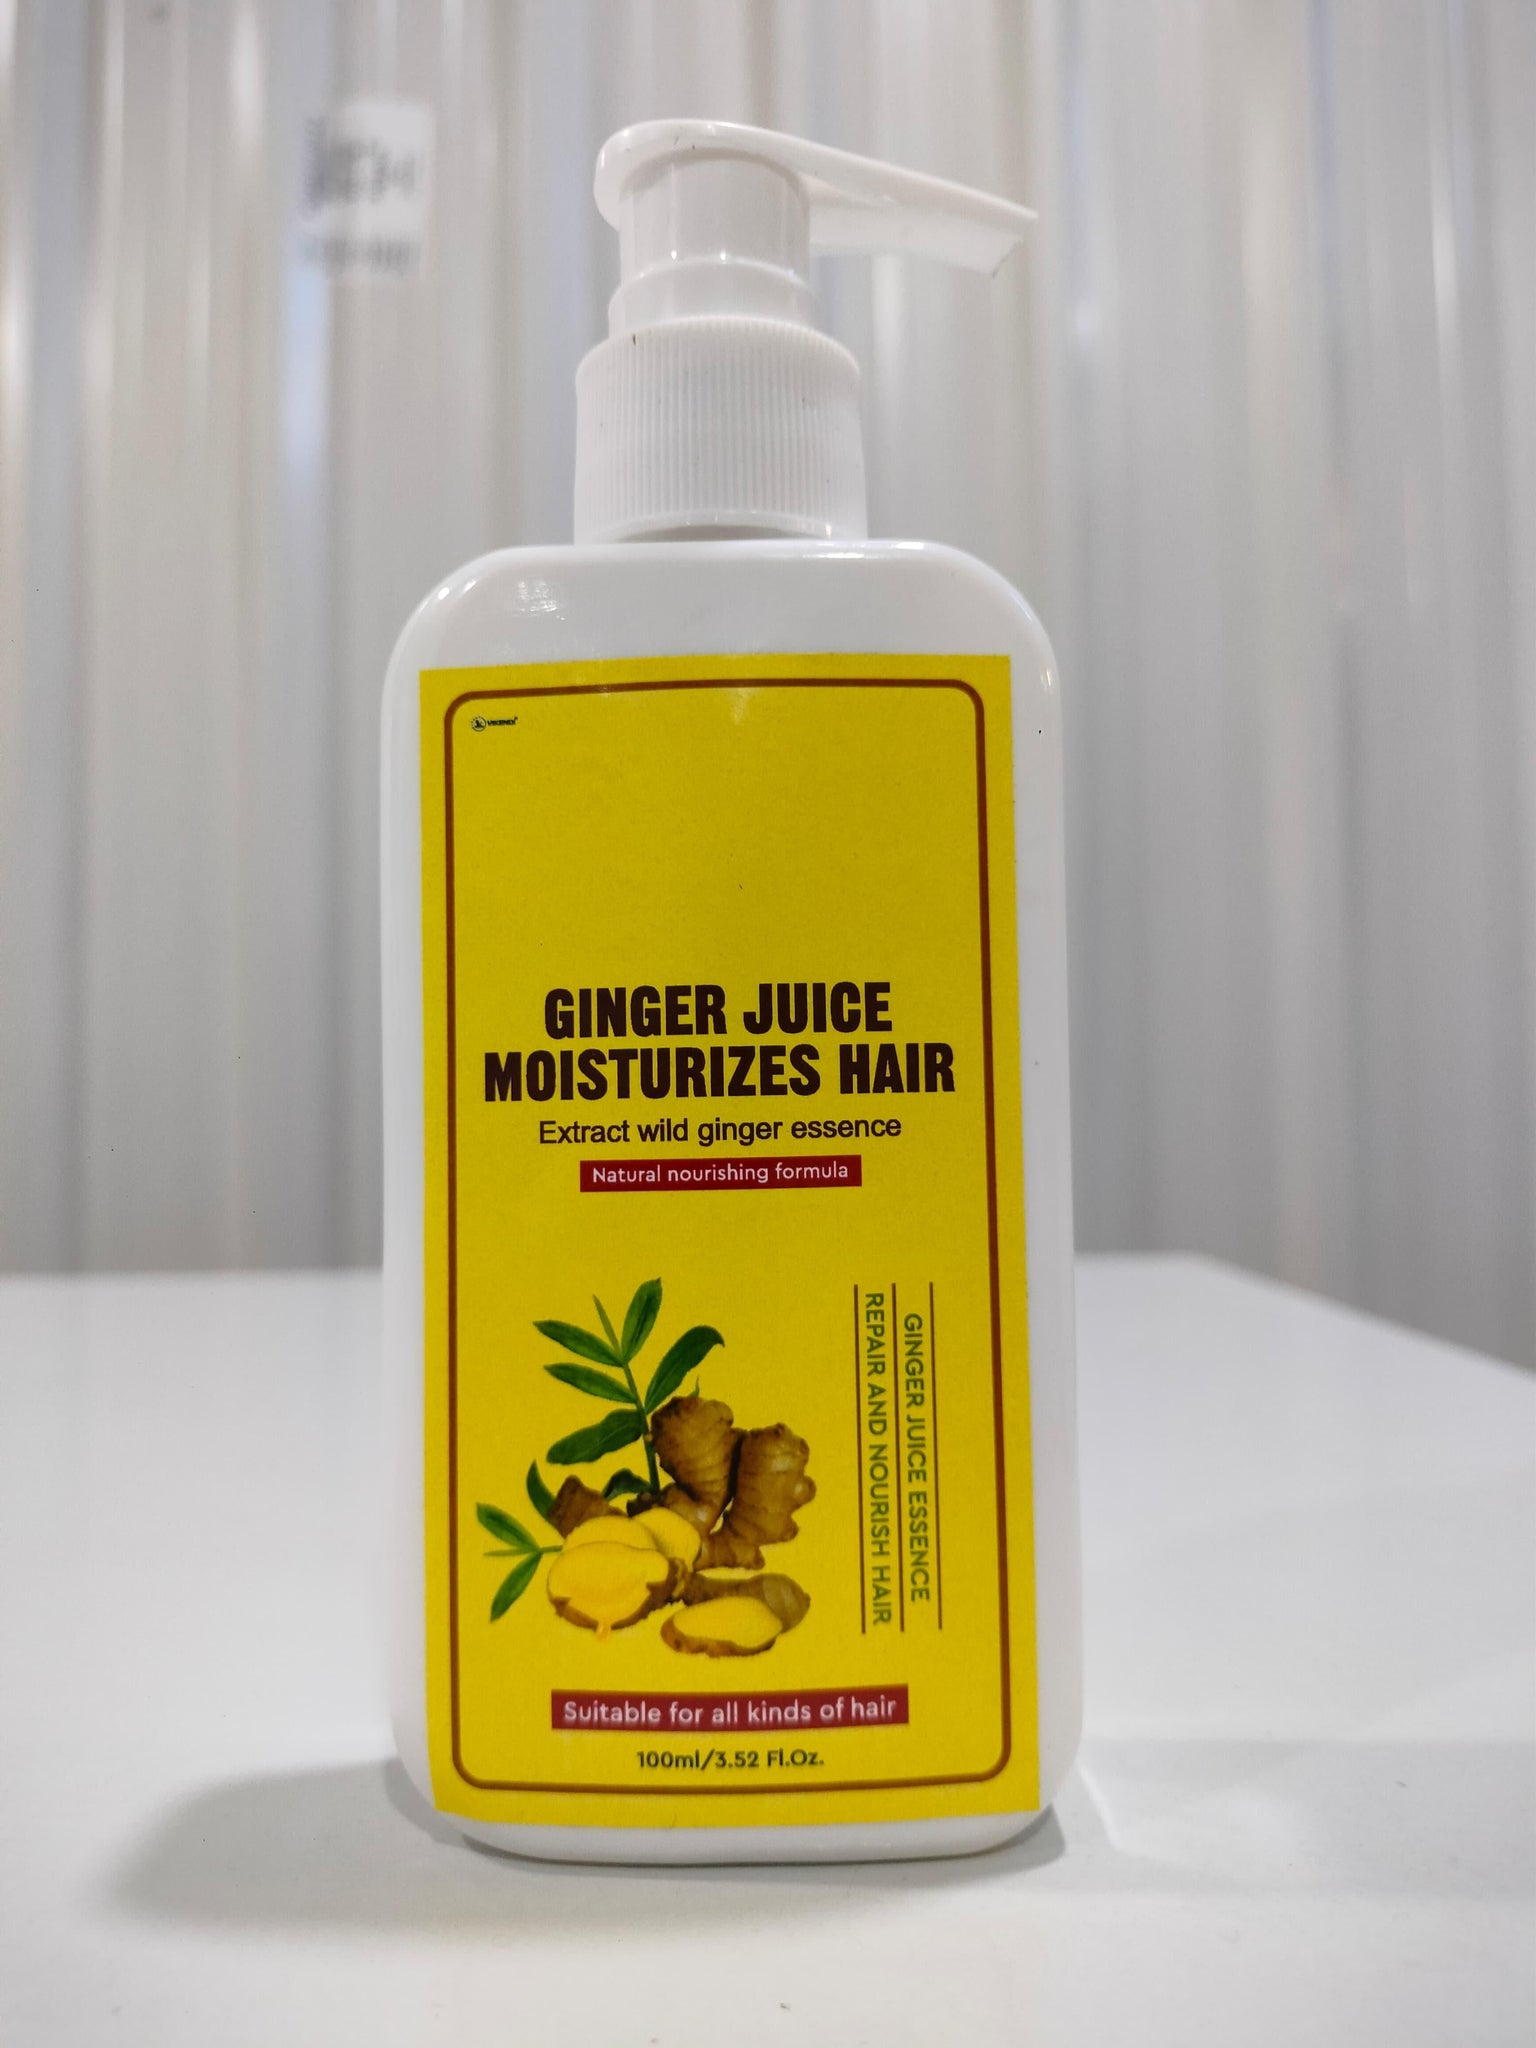 GINGER JUICE
MOISTURIZES HAIR
Extract wild ginger essence
Natural nourishing formula
GINGER JUICE ESSENCE
REPAIR AND NOURISH HAIR
Suitable for all kinds of hair
100ml/3.52 Fl.Oz.